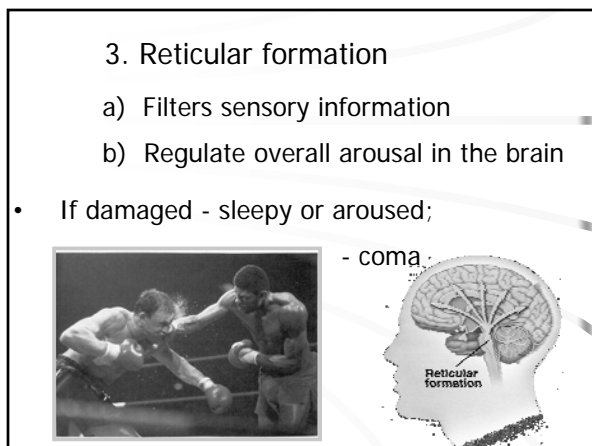 3. Reticular formation
a) Filters sensory information
b) Regulate overall arousal in the brain
• If damaged - sleepy or aroused;
- coma
Reticular
formation